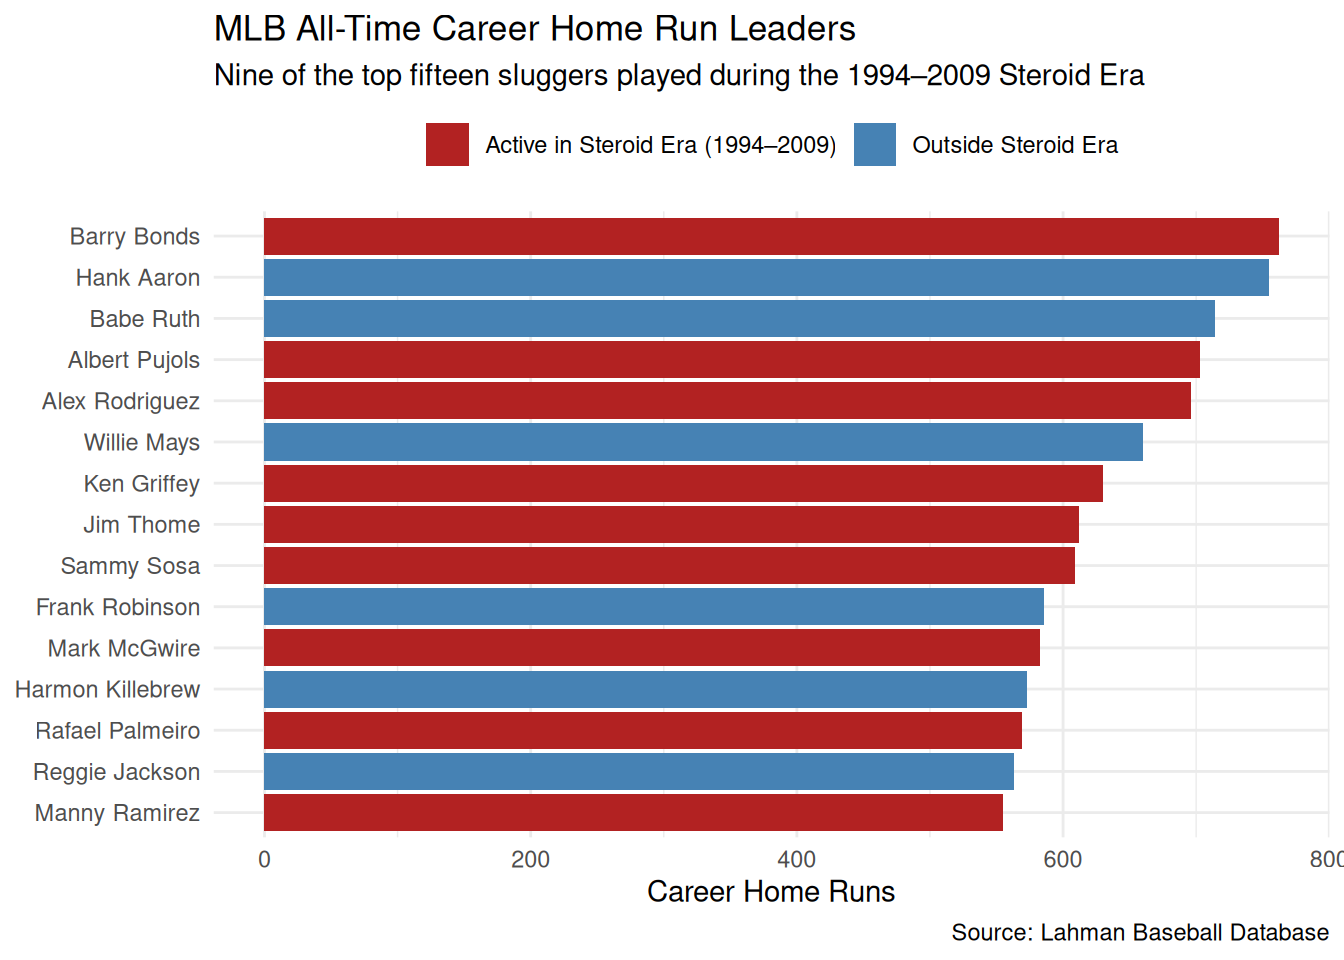 MLB All-Time Career Home Run Leaders
Nine of the top fifteen sluggers played during the 1994–2009 Steroid Era
Active in Steroid Era (1994–2009)
Outside Steroid Era
Barry Bonds
Hank Aaron
Babe Ruth
Albert Pujols
Alex Rodriguez
Willie Mays
Ken Griffey
Jim Thome
Sammy Sosa
Frank Robinson
Mark McGwire
Harmon Killebrew
Rafael Palmeiro
Reggie Jackson
Manny Ramirez
0 200 400 600 800
Career Home Runs
Source: Lahman Baseball Database